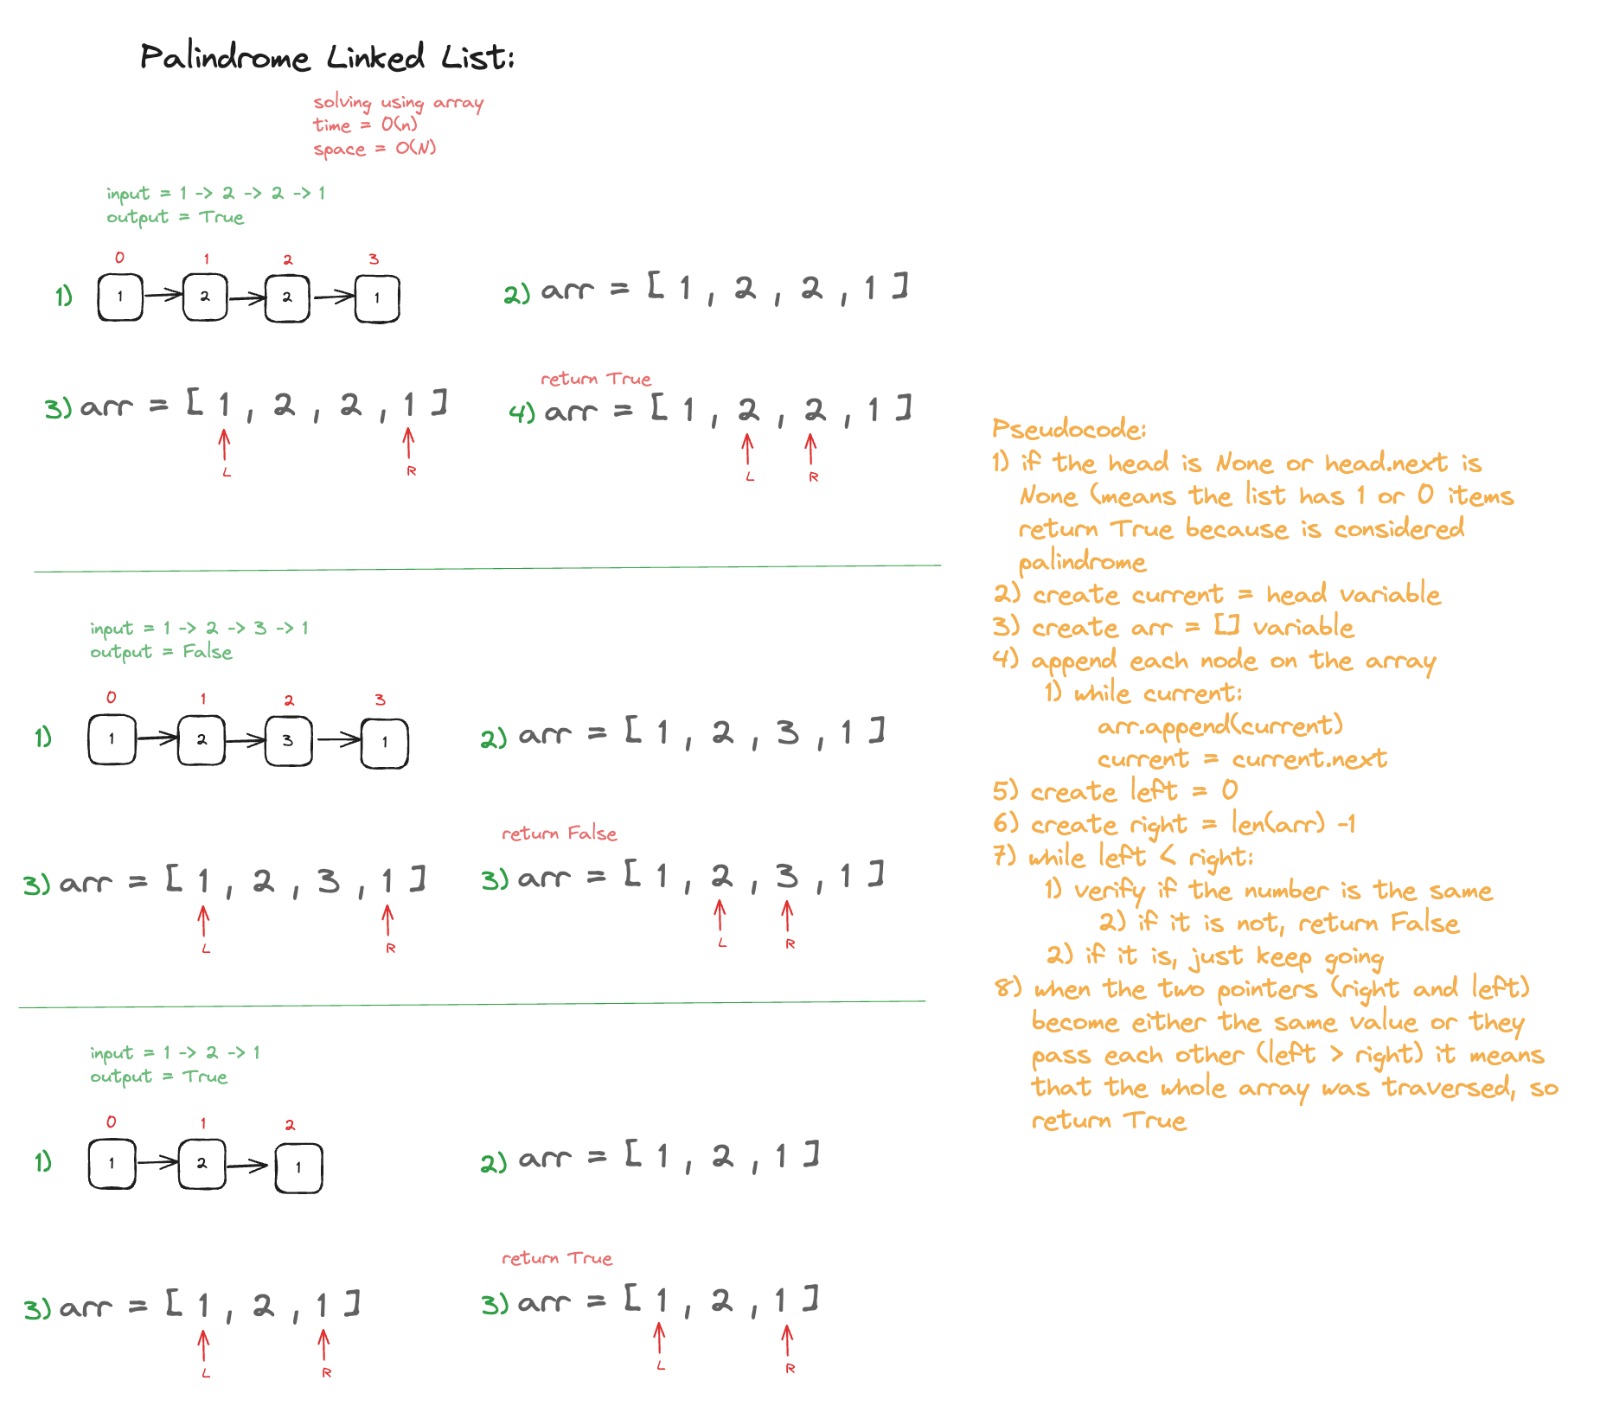 Palindrome Linked List:
solving using array
time = O(n)
space = O(N)
input = 1 -> 2 -> 2 -> 1
output = True
0 1 2 3
1) 1 2 2 1
2) arr = [ 1 , 2 , 2 , 1 ]
3) arr = [ 1 , 2 , 2 , 1 ]
L R
return True
4) arr = [ 1 , 2 , 2 , 1 ]
L R
input = 1 -> 2 -> 3 -> 1
output = False
0 1 2 3
1) 1 2 3 1
2) arr = [ 1 , 2 , 3 , 1 ]
3) arr = [ 1 , 2 , 3 , 1 ]
L R
return False
3) arr = [ 1 , 2 , 3 , 1 ]
L R
input = 1 -> 2 -> 1
output = True
0 1 2
1) 1 2 1
2) arr = [ 1 , 2 , 1 ]
3) arr = [ 1 , 2 , 1 ]
L R
return True
3) arr = [ 1 , 2 , 1 ]
L R
Pseudocode:
1) if the head is None or head.next is
None (means the list has 1 or 0 items
return True because is considered
palindrome
2) create current = head variable
3) create arr = [] variable
4) append each node on the array
1) while current:
arr.append(current)
current = current.next
5) create left = 0
6) create right = len(arr) -1
7) while left < right:
1) verify if the number is the same
2) if it is not, return False
2) if it is, just keep going
8) when the two pointers (right and left)
become either the same value or they
pass each other (left > right) it means
that the whole array was traversed, so
return True